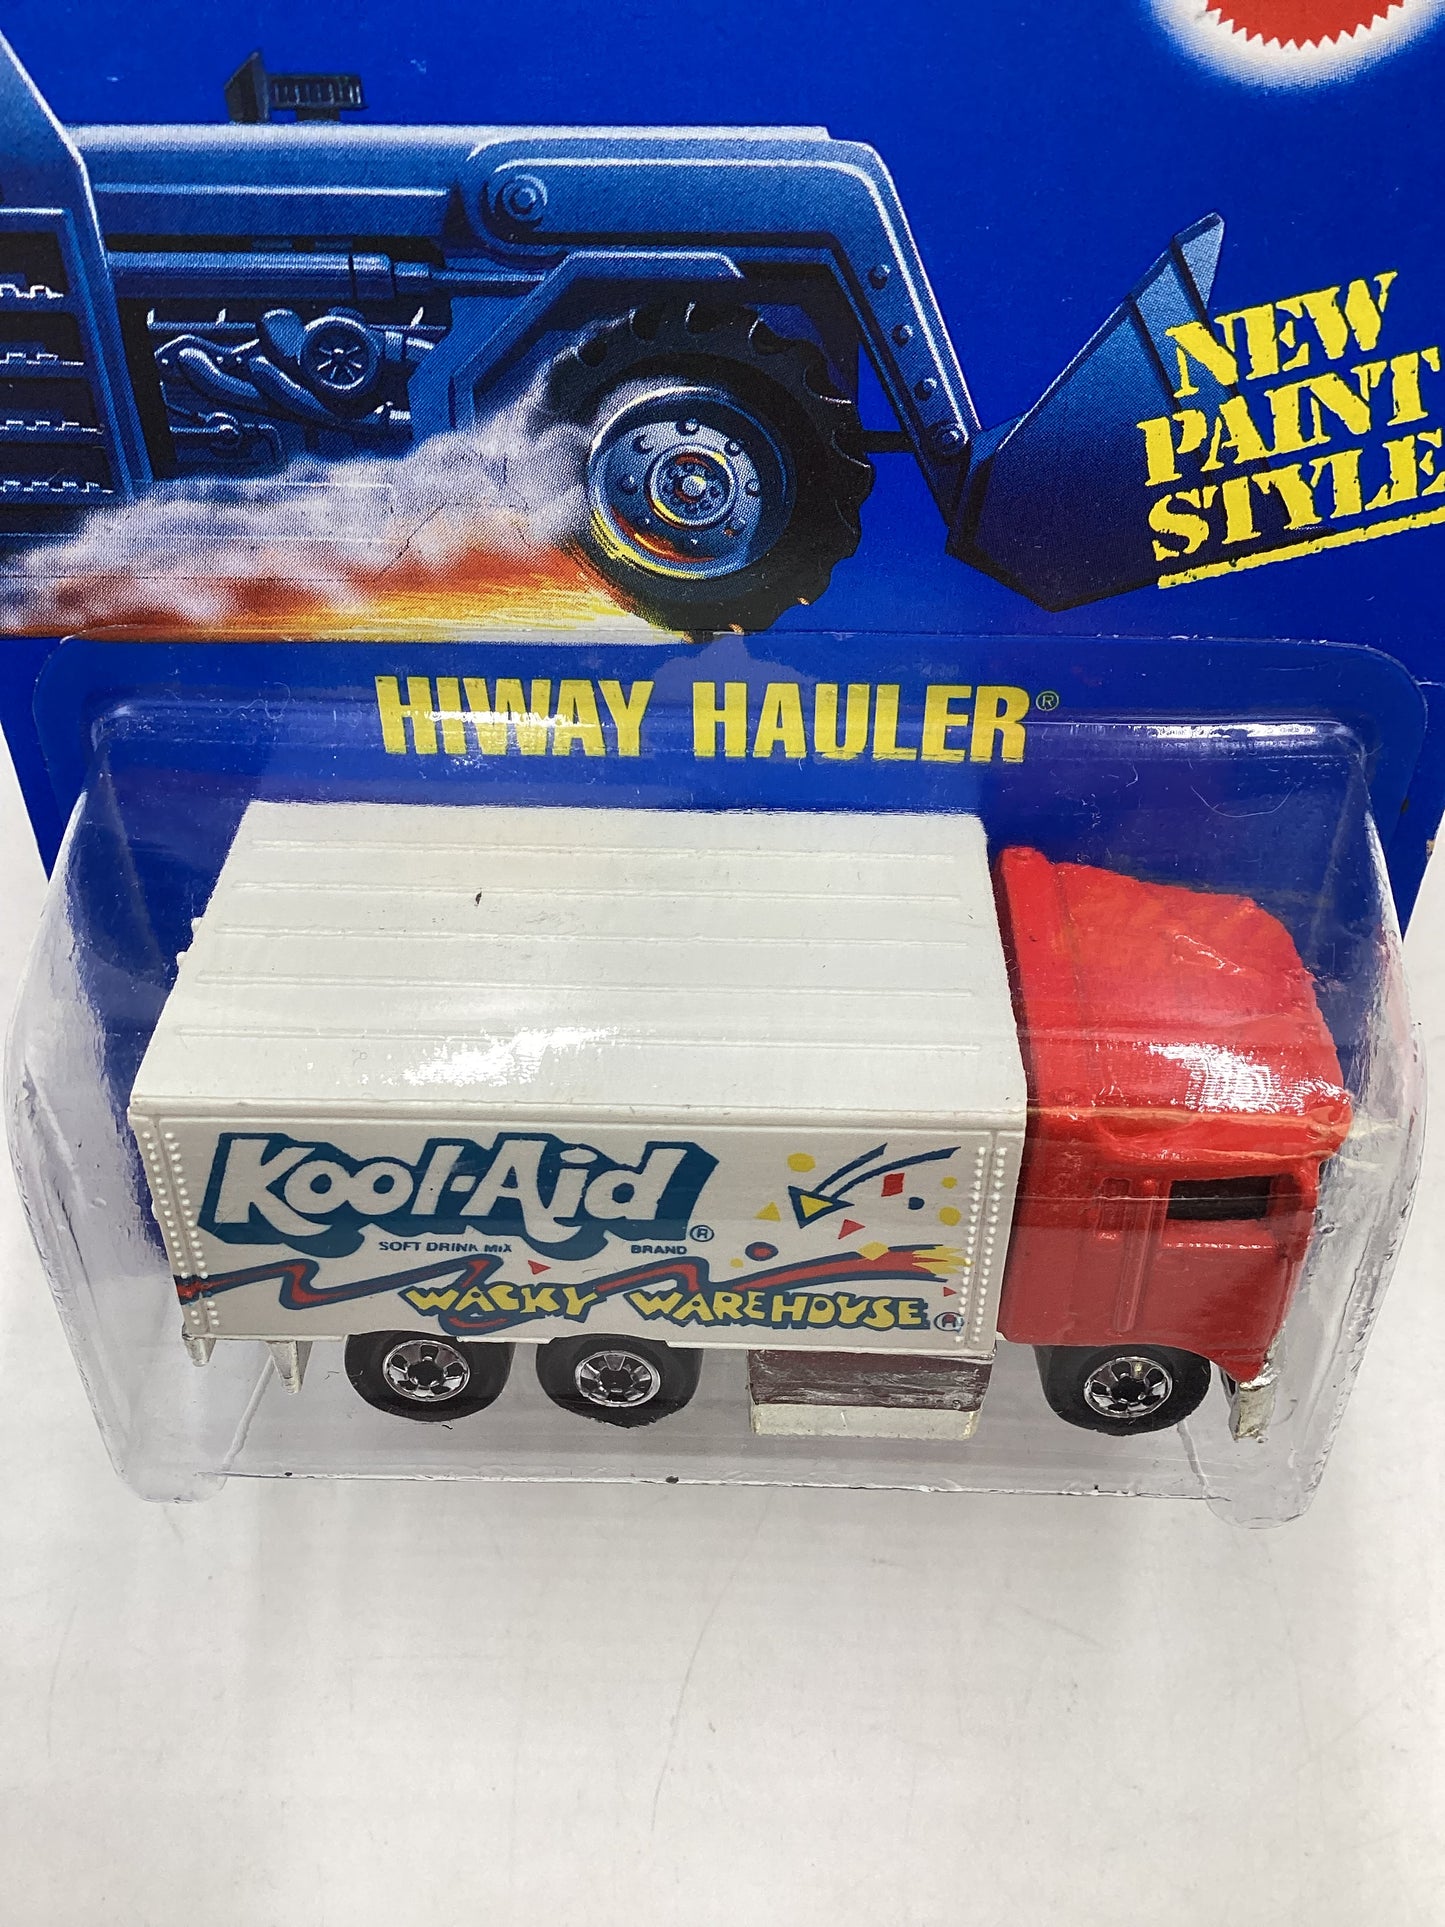 NEW
PAINT
STYLE
HIWAY HAULER®
Kool-Aid®
SOFT DRINK MIX BRAND
WACKY WAREHOUSE®